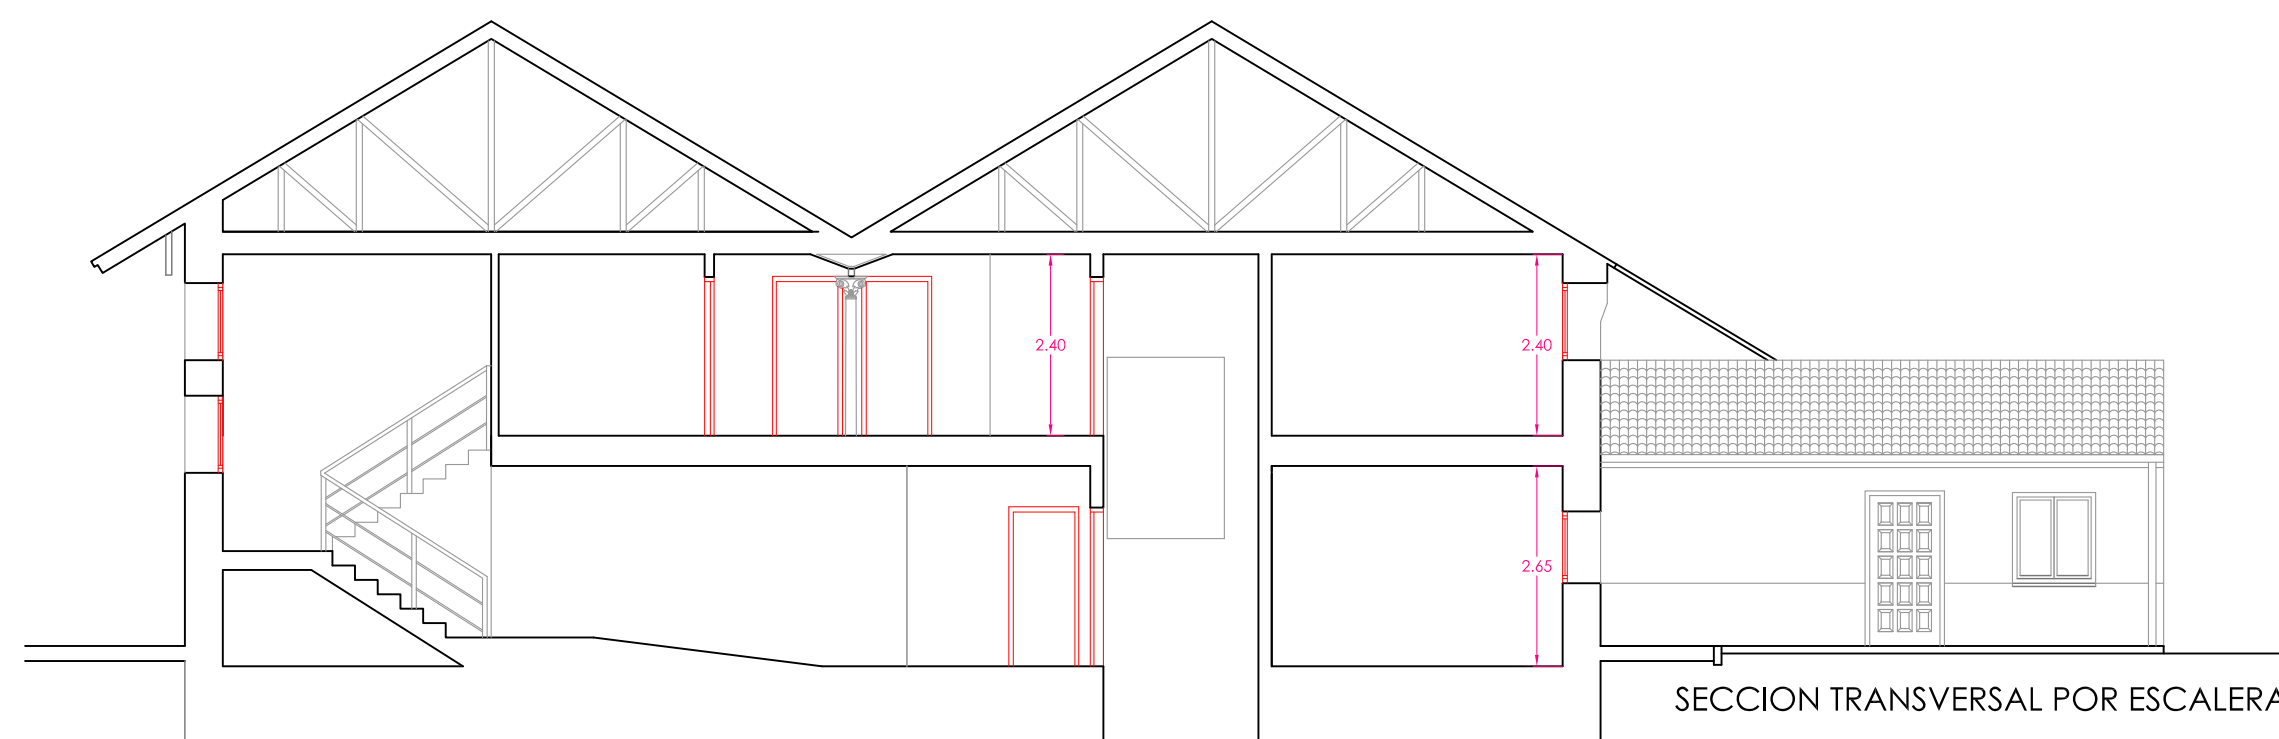 2.40
2.40
2.65
SECCION TRANSVERSAL POR ESCALERA